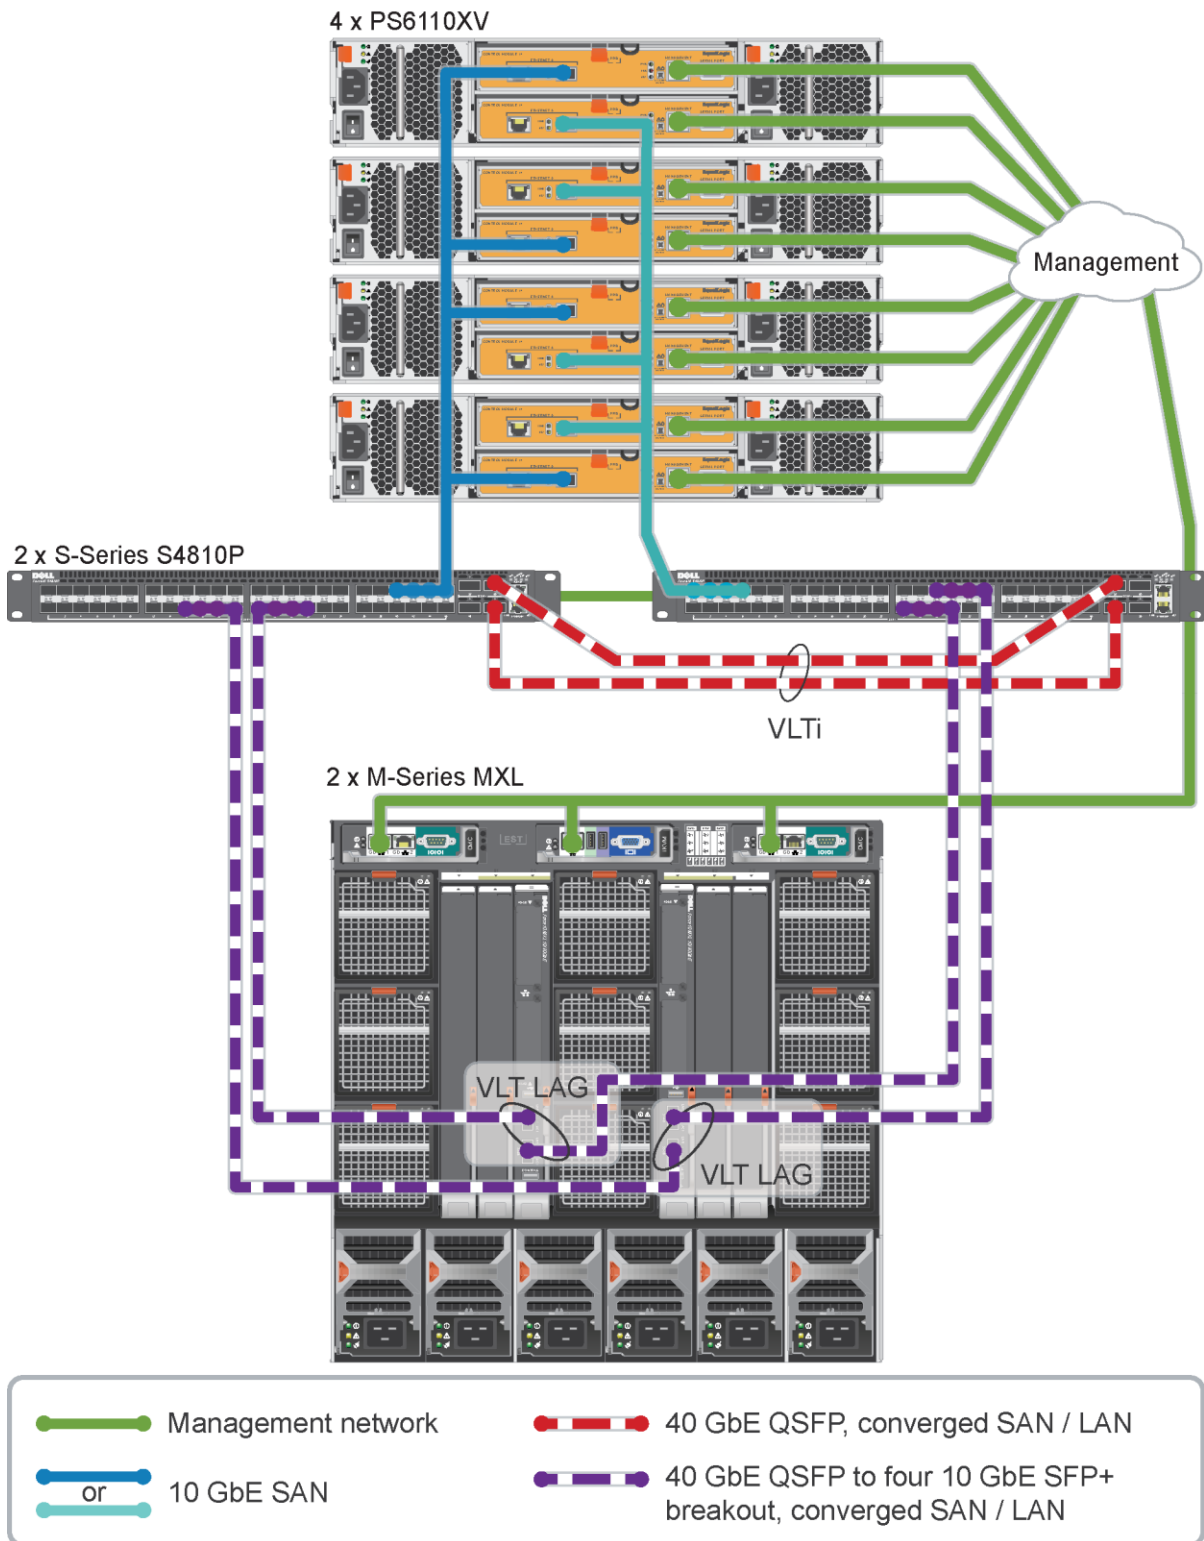 4 x PS6110XV
Management
2 x S-Series S4810P
DELL
DELL
VLTi
2 x M-Series MXL
VLT LAG
VLT LAG
Management network
40 GbE QSFP, converged SAN / LAN
or
10 GbE SAN
40 GbE QSFP to four 10 GbE SFP+
breakout, converged SAN / LAN